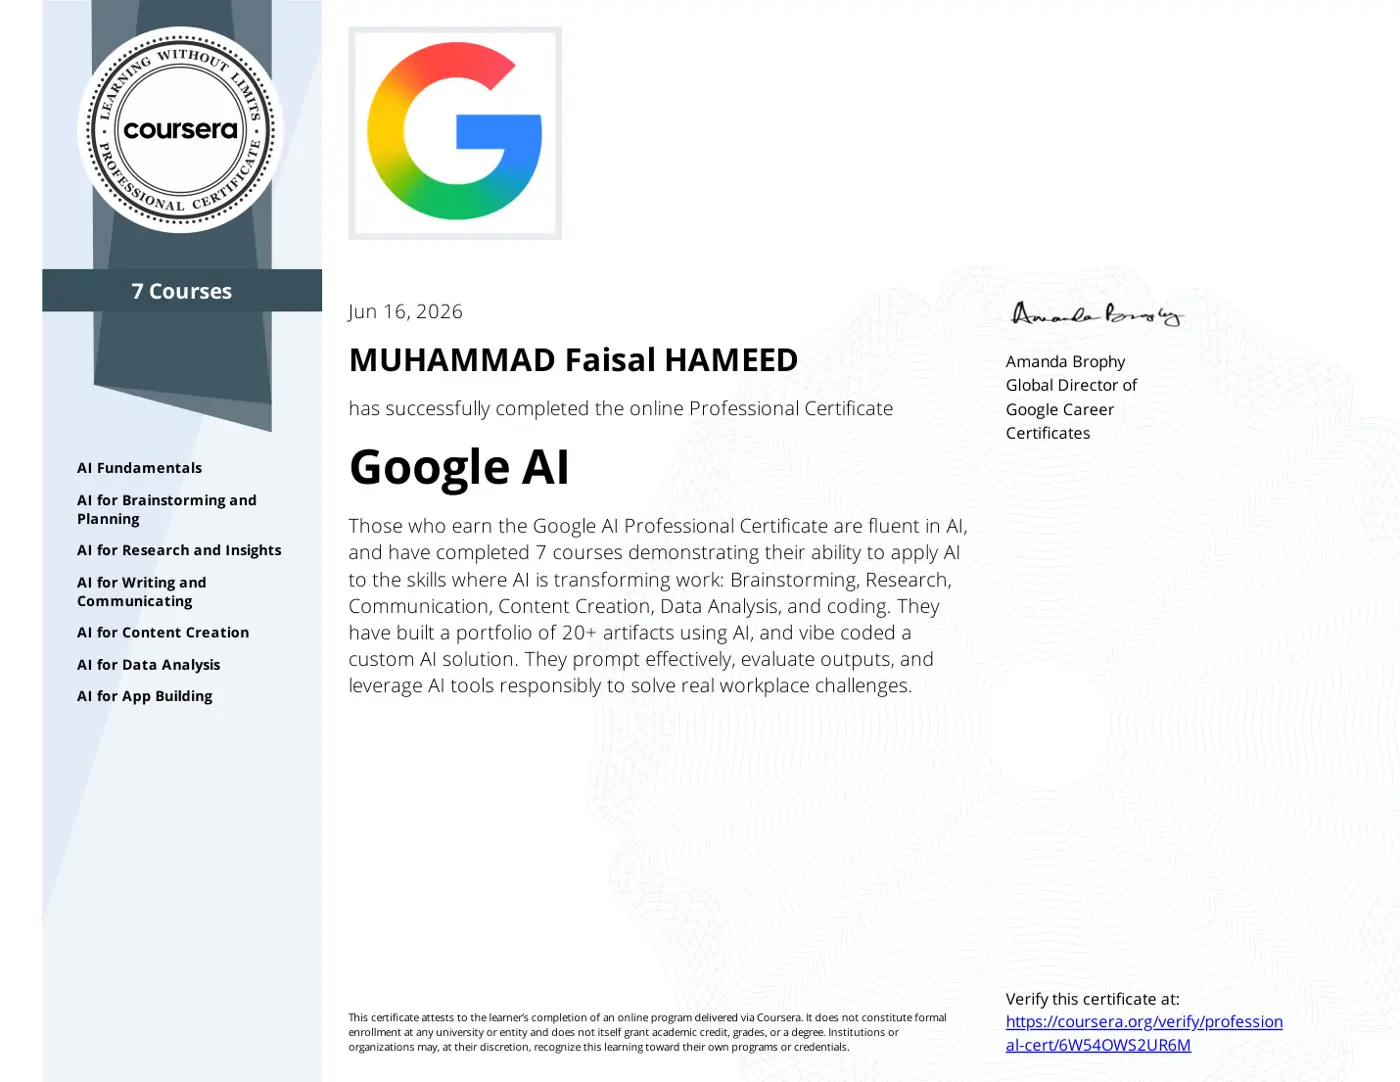 LEARNING WITHOUT LIMITS
coursera
PROFESSIONAL CERTIFICATE
7 Courses
AI Fundamentals
AI for Brainstorming and
Planning
AI for Research and Insights
AI for Writing and
Communicating
AI for Content Creation
AI for Data Analysis
AI for App Building
G
Jun 16, 2026
MUHAMMAD Faisal HAMEED
has successfully completed the online Professional Certificate
Google AI
Those who earn the Google AI Professional Certificate are fluent in AI,
and have completed 7 courses demonstrating their ability to apply AI
to the skills where AI is transforming work: Brainstorming, Research,
Communication, Content Creation, Data Analysis, and coding. They
have built a portfolio of 20+ artifacts using AI, and vibe coded a
custom AI solution. They prompt effectively, evaluate outputs, and
leverage AI tools responsibly to solve real workplace challenges.
Amanda Brophy
Amanda Brophy
Global Director of
Google Career
Certificates
This certificate attests to the learner's completion of an online program delivered via Coursera. It does not constitute formal
enrollment at any university or entity and does not itself grant academic credit, grades, or a degree. Institutions or
organizations may, at their discretion, recognize this learning toward their own programs or credentials.
Verify this certificate at:
https://coursera.org/verify/profession
al-cert/6W54OWS2UR6M